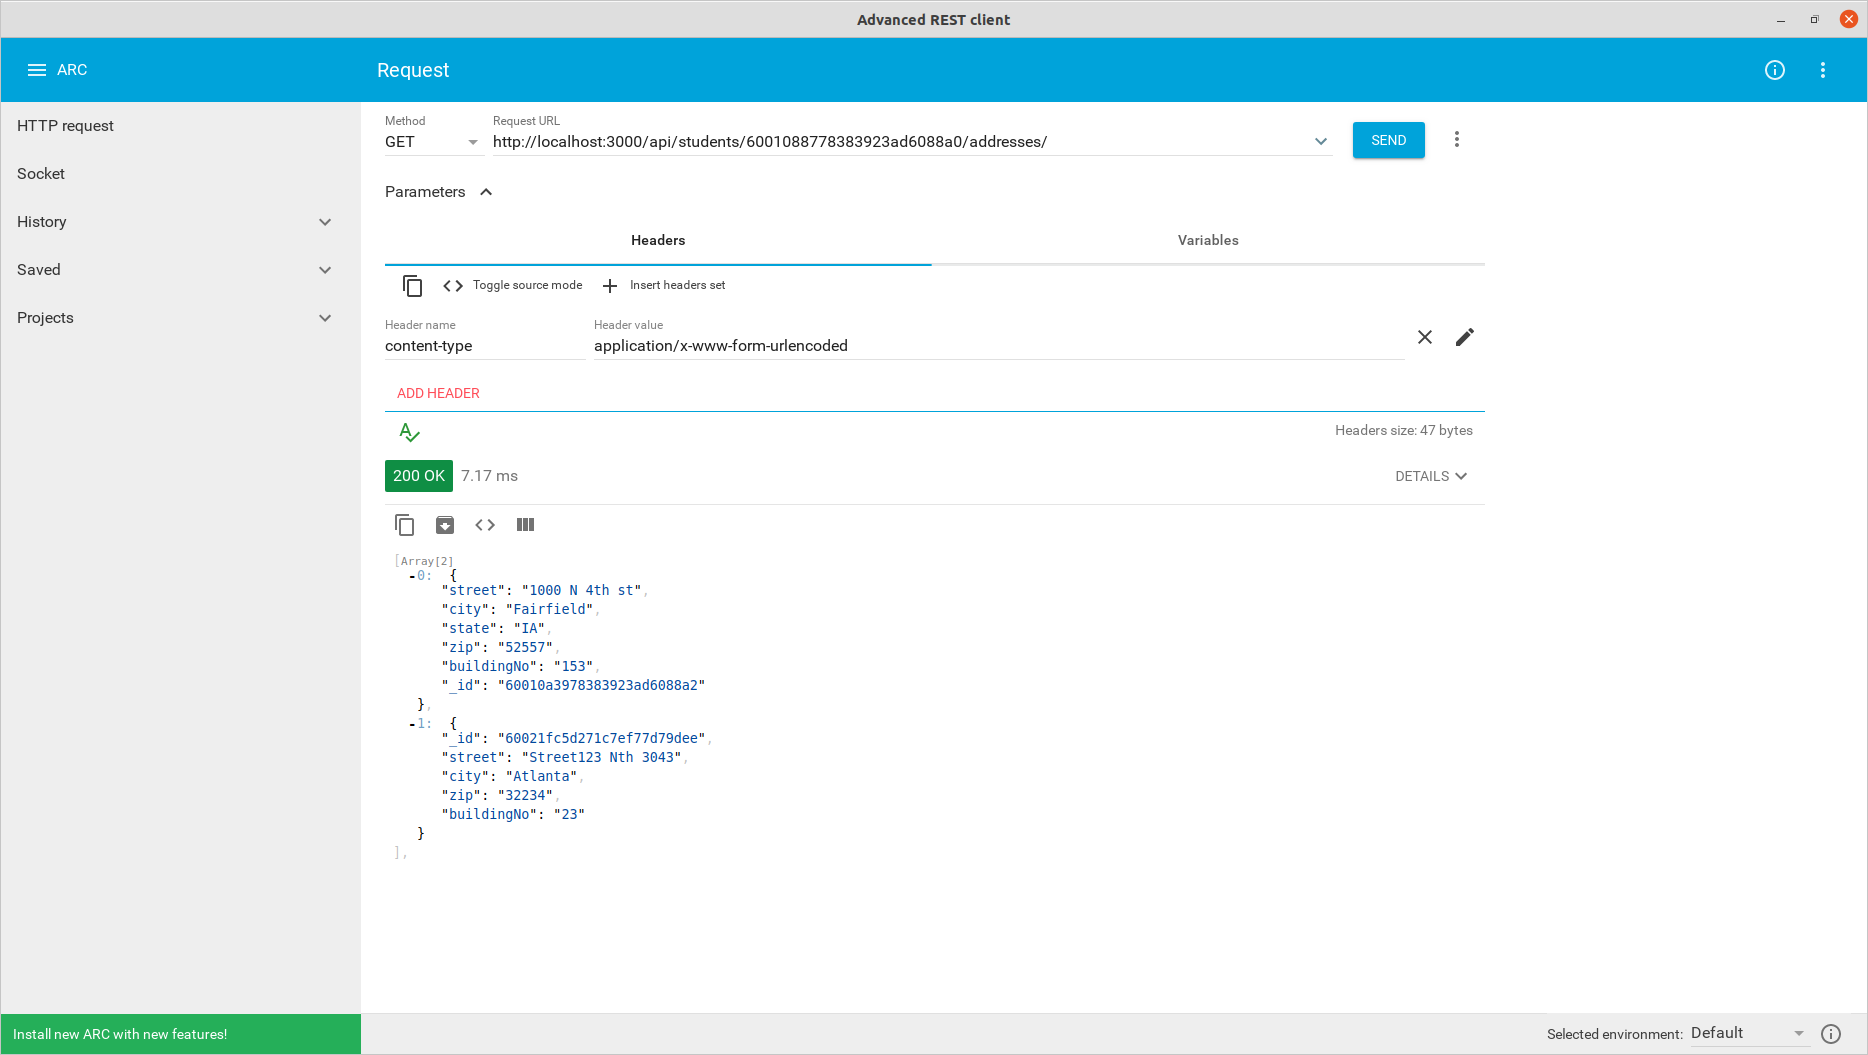 Advanced REST client
ARC
Request
HTTP request
Socket
History
Saved
Projects
Method
GET
Request URL
http://localhost:3000/api/students/6001088778383923ad6088a0/addresses/
SEND
Parameters
Headers
Variables
Toggle source mode
Insert headers set
Header name
content-type
Header value
application/x-www-form-urlencoded
ADD HEADER
Headers size: 47 bytes
200 OK
7.17 ms
DETAILS
[Array[2]
-0: {
"street": "1000 N 4th st",
"city": "Fairfield",
"state": "IA",
"zip": "52557",
"buildingNo": "153",
"_id": "60010a3978383923ad6088a2"
},
-1: {
"_id": "60021fc5d271c7ef77d79dee",
"street": "Street123 Nth 3043",
"city": "Atlanta",
"zip": "32234",
"buildingNo": "23"
}
],
Install new ARC with new features!
Selected environment: Default